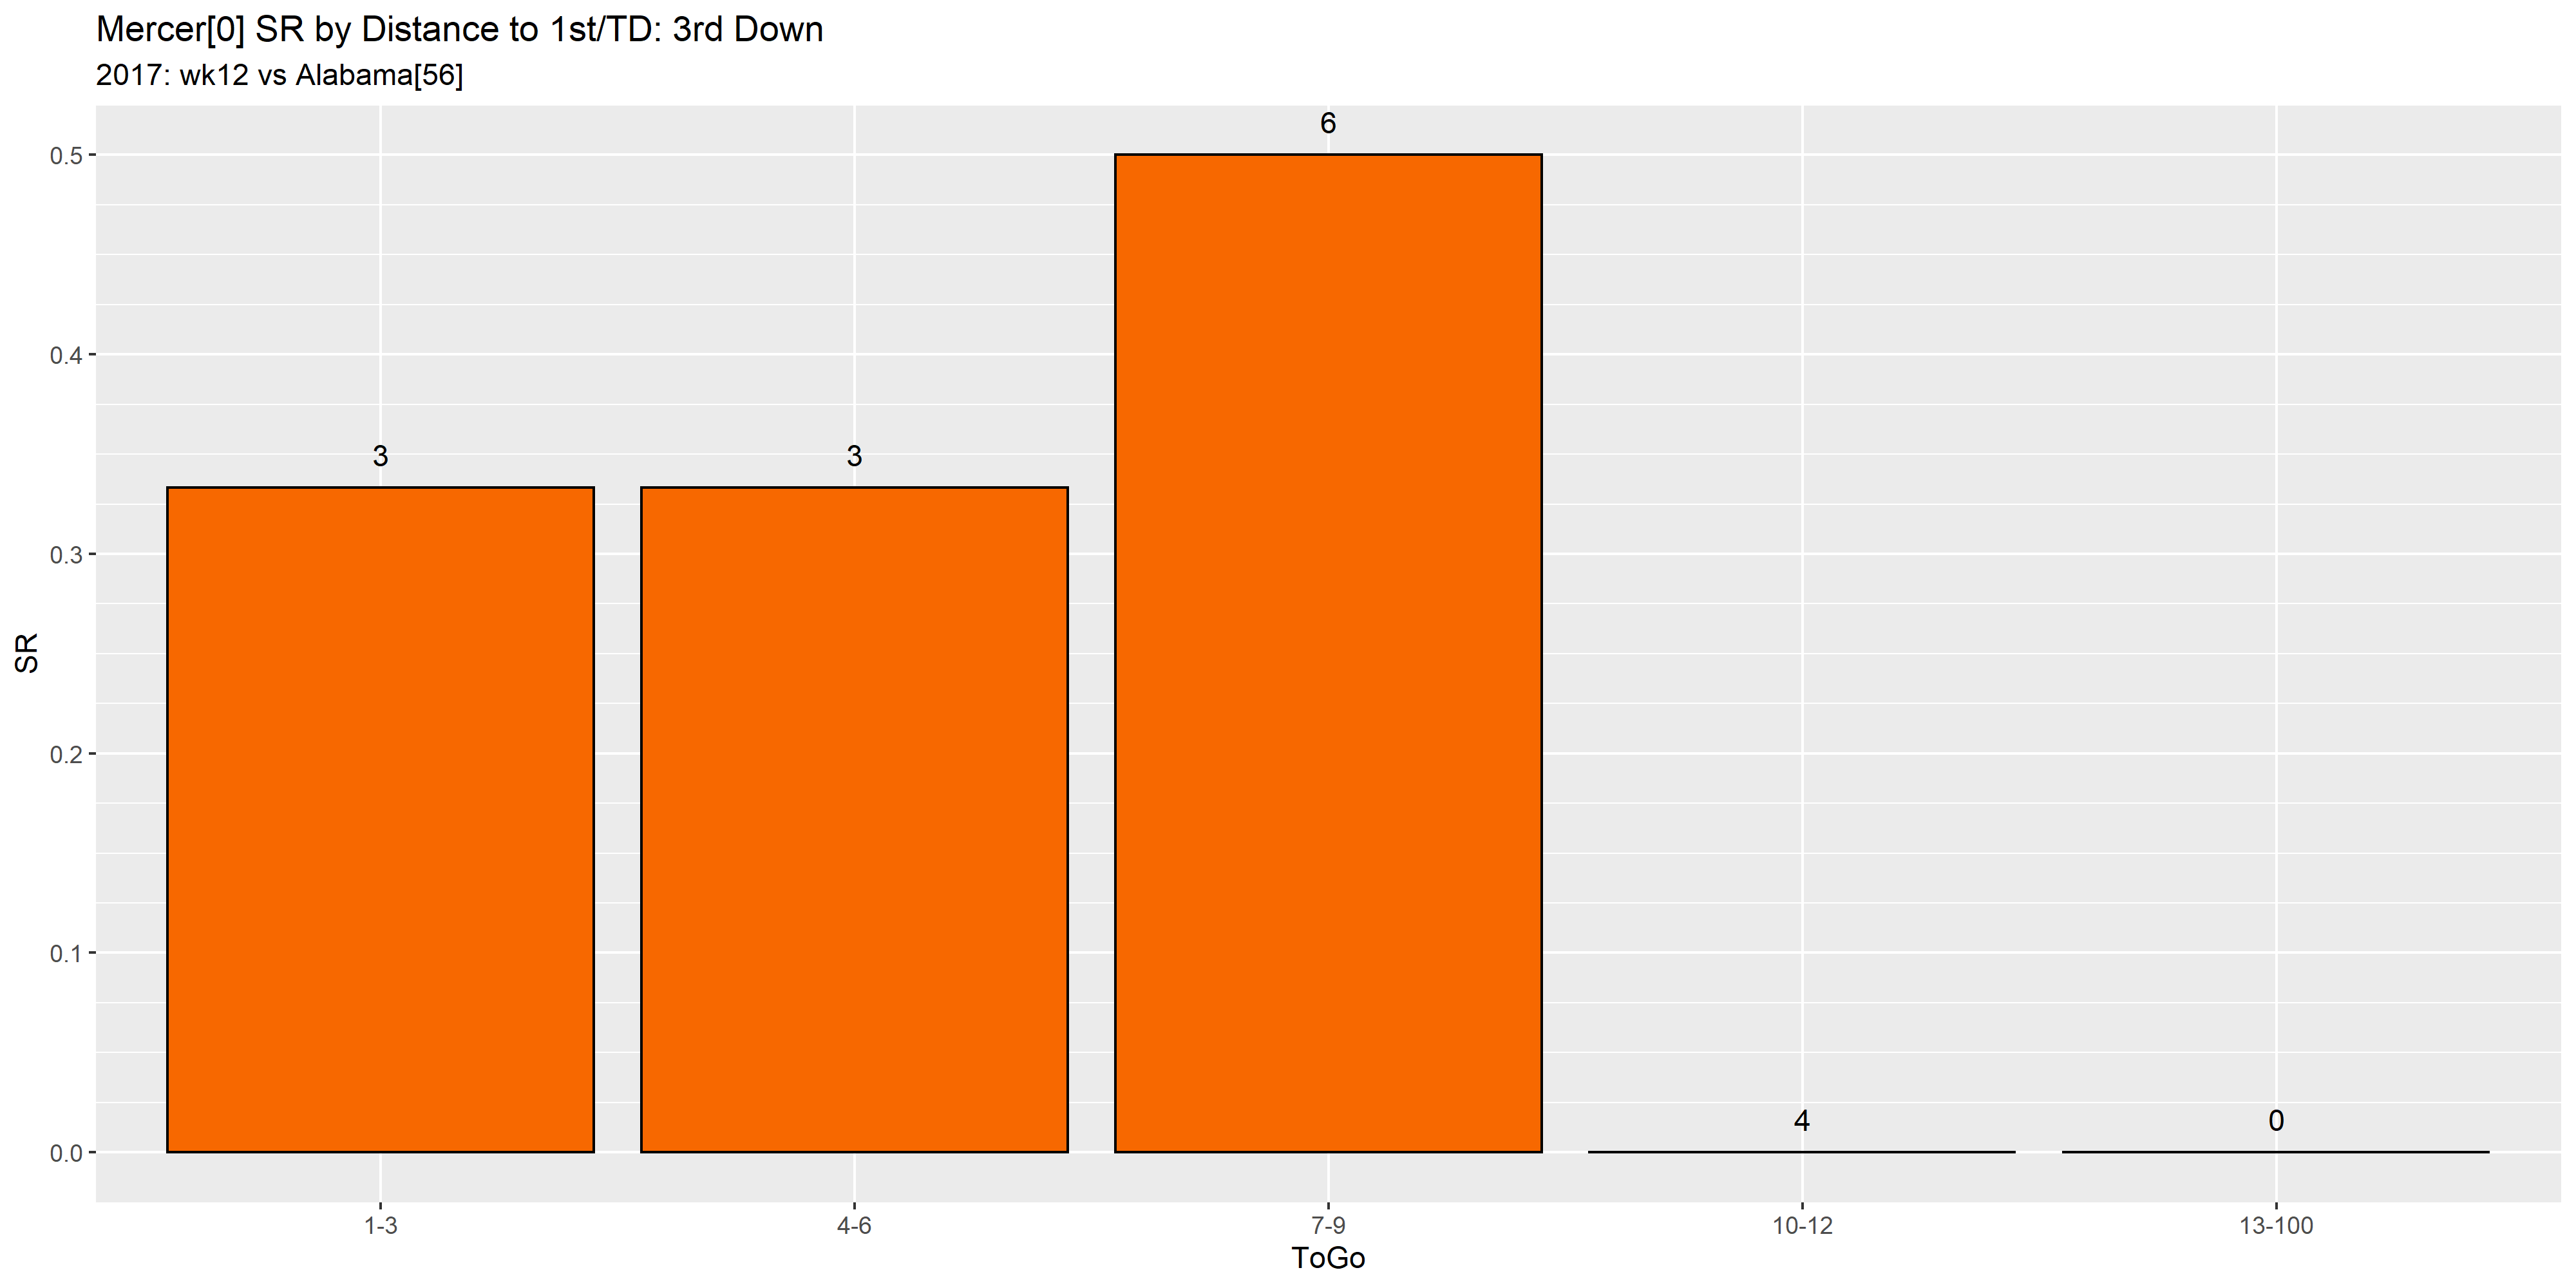 Mercer[0] SR by Distance to 1st/TD: 3rd Down
2017: wk12 vs Alabama[56]
6
0.5
0.4
3 3
0.3
SR
0.2
0.1
4 0
0.0
1-3 4-6 7-9 10-12 13-100
ToGo